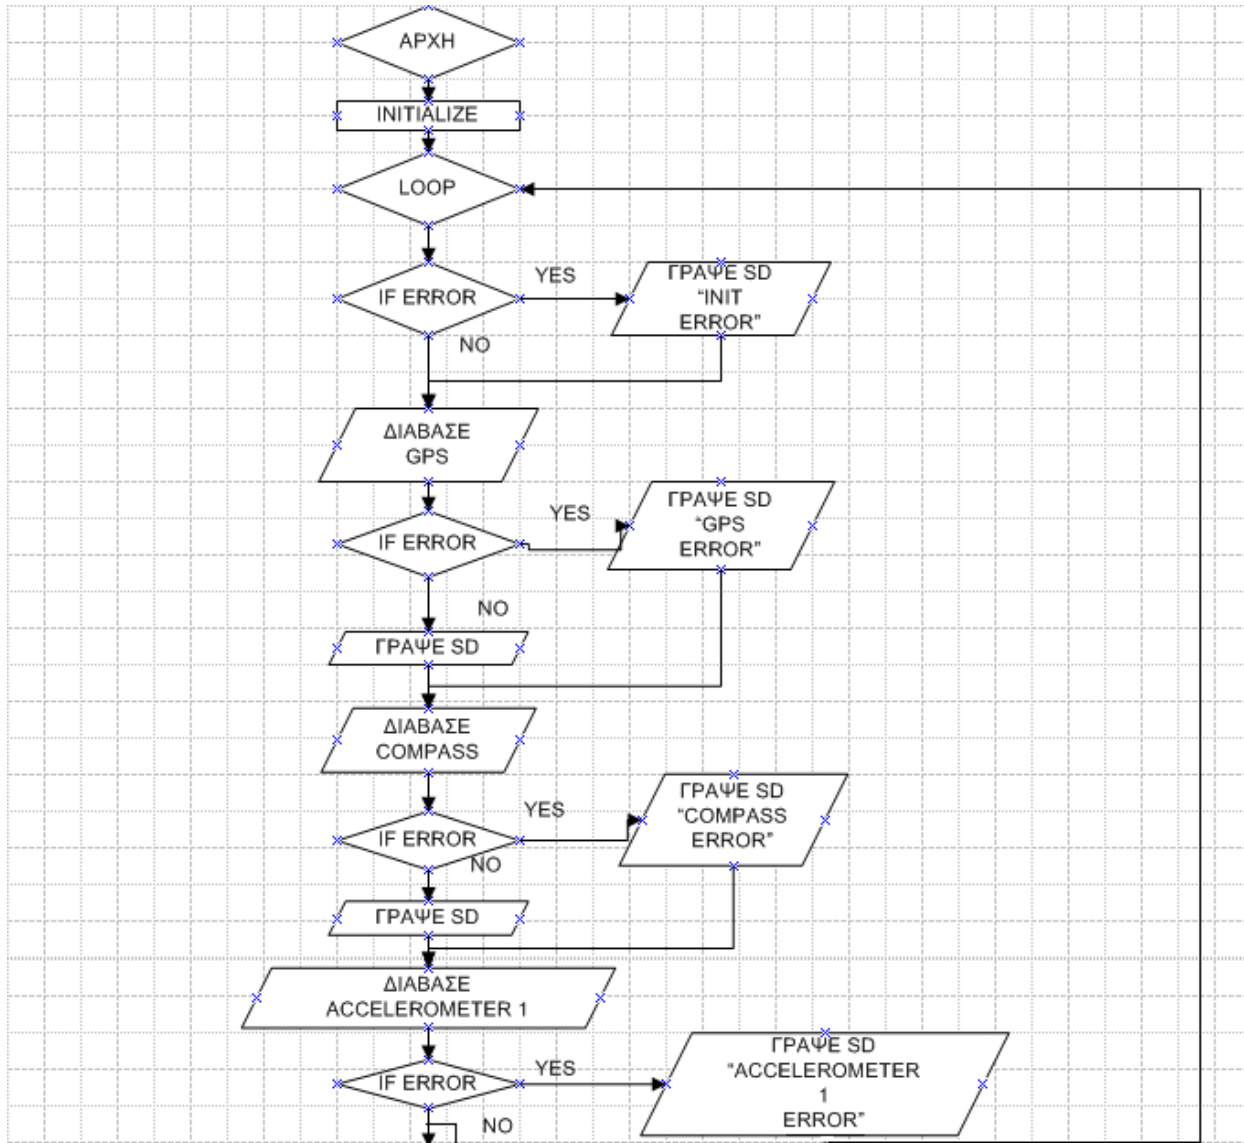 ΑΡΧΗ
INITIALIZE
LOOP
IF ERROR
YES
ΓΡΑΨΕ SD
“INIT
ERROR”
NO
ΔΙΑΒΑΣΕ
GPS
IF ERROR
YES
ΓΡΑΨΕ SD
“GPS
ERROR”
NO
ΓΡΑΨΕ SD
ΔΙΑΒΑΣΕ
COMPASS
IF ERROR
YES
ΓΡΑΨΕ SD
“COMPASS
ERROR”
NO
ΓΡΑΨΕ SD
ΔΙΑΒΑΣΕ
ACCELEROMETER 1
IF ERROR
YES
ΓΡΑΨΕ SD
“ACCELEROMETER
1
ERROR”
NO